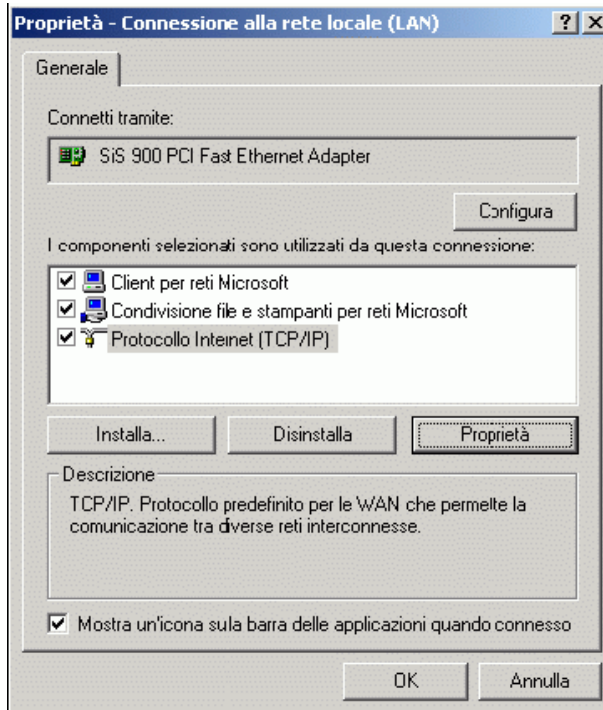 Proprietà - Connessione alla rete locale (LAN)
Generale
Connetti tramite:
SiS 900 PCI Fast Ethernet Adapter
Configura
I componenti selezionati sono utilizzati da questa connessione:
Client per reti Microsoft
Condivisione file e stampanti per reti Microsoft
Protocollo Internet (TCP/IP)
Installa...
Disinstalla
Proprietà
Descrizione
TCP/IP. Protocollo predefinito per le WAN che permette la
comunicazione tra diverse reti interconnesse.
Mostra un'icona sulla barra delle applicazioni quando connesso
OK
Annulla